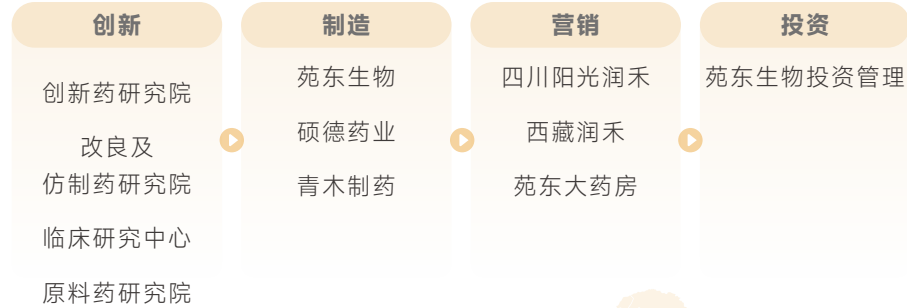 创新
创新药研究院
改良及
仿制药研究院
临床研究中心
原料药研究院
制造
苑东生物
硕德药业
青木制药
营销
四川阳光润禾
西藏润禾
苑东大药房
投资
苑东生物投资管理